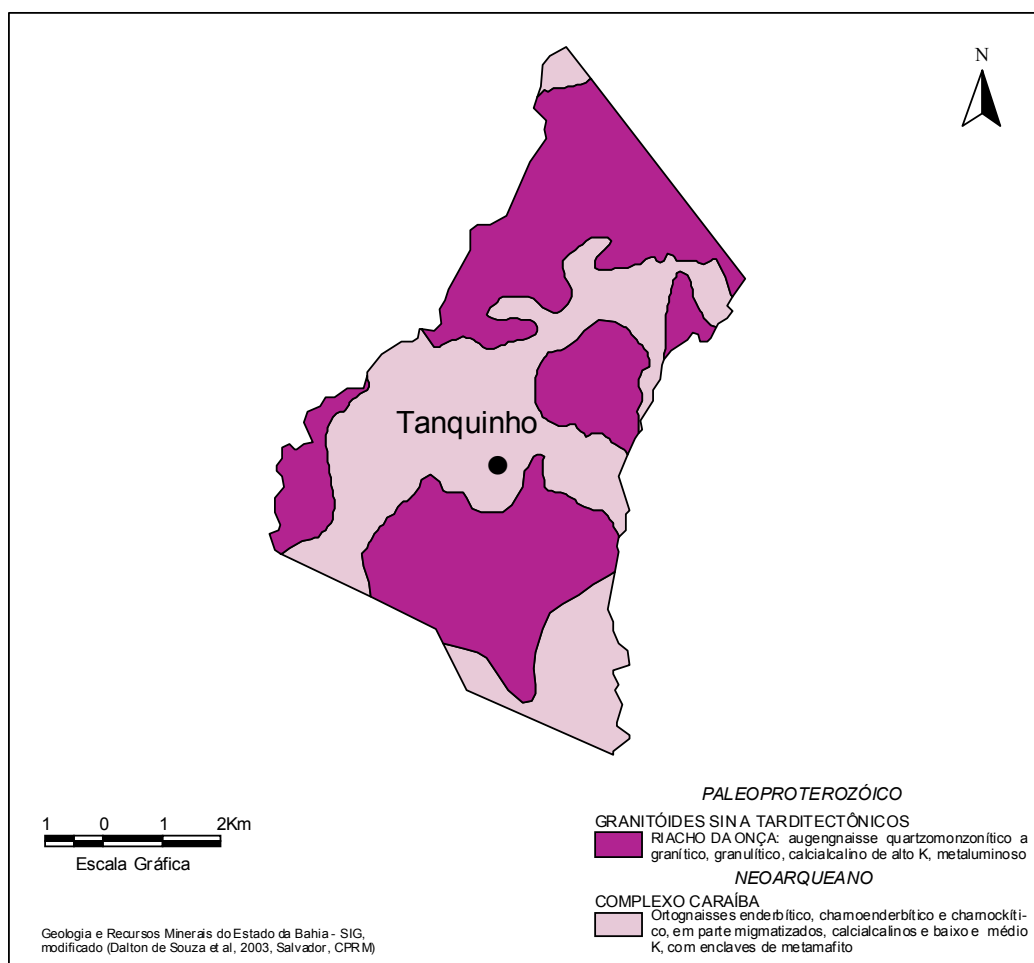 N
Tanquinho
1 0 1 2Km
Escala Gráfica
PALEOPROTEROZÓICO
GRANITÓIDES SIN A TARDITECTÔNICOS
RIACHO DA ONÇA: augengnaisse quartzomonzonítico a
granítico, granulítico, calcialcalino de alto K, metaluminoso
NEOARQUEANO
COMPLEXO CARAÍBA
Ortognaisses enderbítico, charnoenderbítico e charnockíti-
co, em parte migmatizados, calcialcalinos e baixo e médio
K, com enclaves de metamafito
Geologia e Recursos Minerais do Estado da Bahia - SIG,
modificado (Dalton de Souza et al, 2003, Salvador, CPRM)